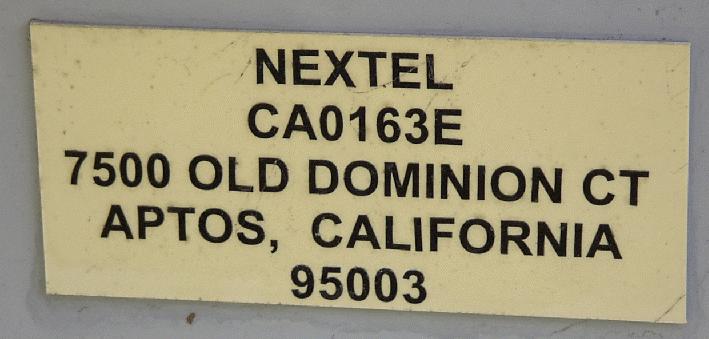 NEXTEL
CA0163E
7500 OLD DOMINION CT
APTOS, CALIFORNIA
95003